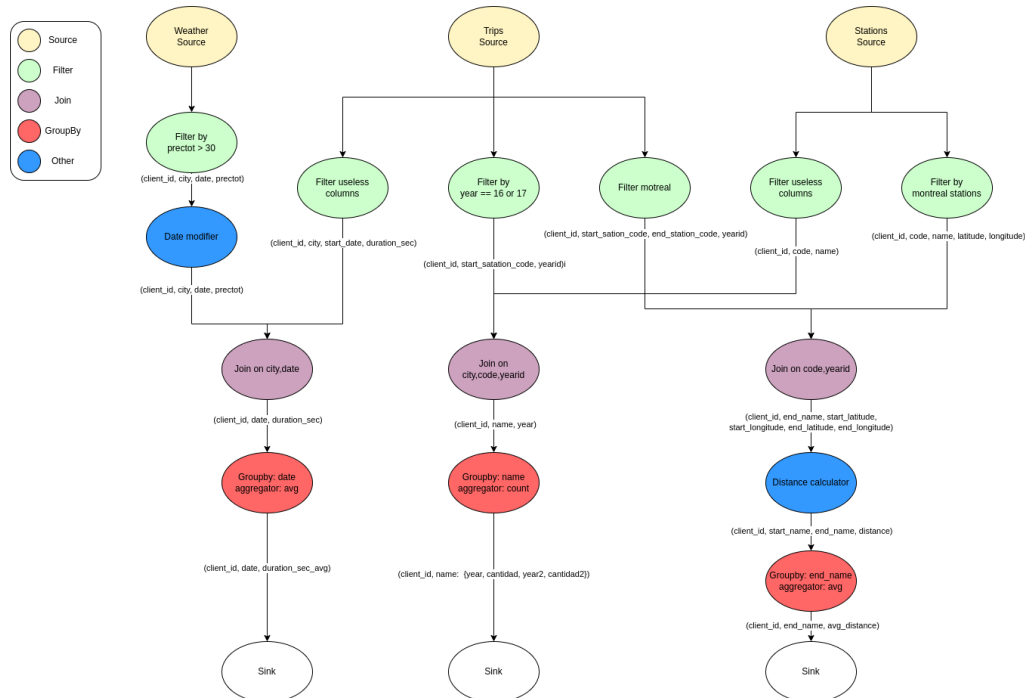 Weather
Source
Trips
Source
Stations
Source
Source
Filter
Join
GroupBy
Other
Filter by
prectot > 30
(client_id, city, date, prectot)
Filter useless
columns
Filter by
year == 16 or 17
Filter motreal
Filter useless
columns
Filter by
montreal stations
Date modifier
(client_id, city, start_date, duration_sec)
(client_id, start_sation_code, end_station_code, yearid)
(client_id, code, name, latitude, longitude)
(client_id, code, name)
(client_id, start_satation_code, yearid)i
(client_id, city, date, prectot)
Join on city,date
Join on
city,code,yearid
Join on code,yearid
(client_id, date, duration_sec)
(client_id, name, year)
(client_id, end_name, start_latitude,
start_longitude, end_latitude, end_longitude)
Groupby: date
aggregator: avg
Groupby: name
aggregator: count
Distance calculator
(client_id, start_name, end_name, distance)
(client_id, date, duration_sec_avg)
(client_id, name: {year, cantidad, year2, cantidad2})
Groupby: end_name
aggregator: avg
(client_id, end_name, avg_distance)
Sink
Sink
Sink